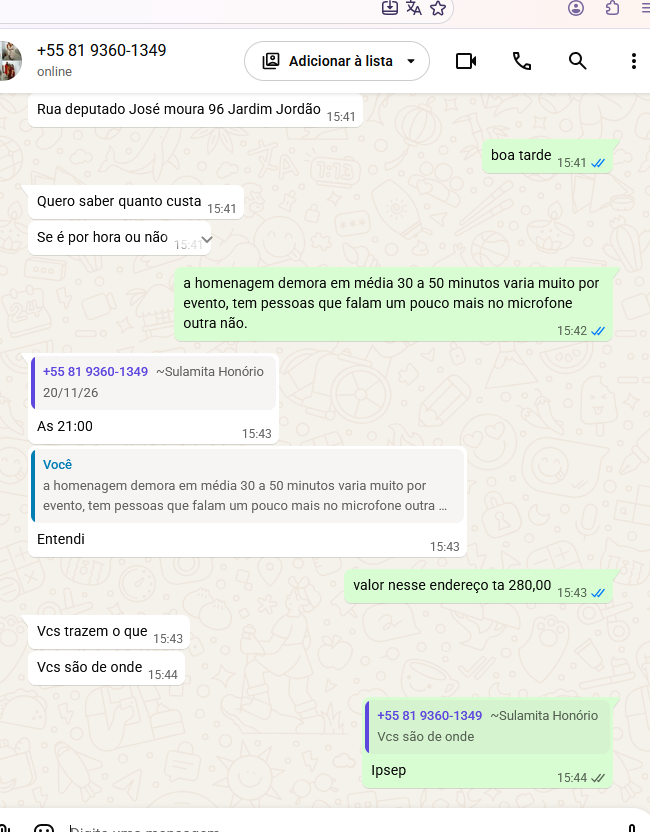 +55 81 9360-1349
online
Adicionar à lista
Rua deputado José moura 96 Jardim Jordão 15:41
boa tarde 15:41
Quero saber quanto custa 15:41
Se é por hora ou não 15:41
a homenagem demora em média 30 a 50 minutos varia muito por
evento, tem pessoas que falam um pouco mais no microfone
outra não.
15:42
+55 81 9360-1349 ~Sulamita Honório
20/11/26
As 21:00
15:43
Você
a homenagem demora em média 30 a 50 minutos varia muito por
evento, tem pessoas que falam um pouco mais no microfone outra ...
Entendi
15:43
valor nesse endereço ta 280,00 15:43
Vcs trazem o que 15:43
Vcs são de onde 15:44
+55 81 9360-1349 ~Sulamita Honório
Vcs são de onde
Ipsep
15:44
Digite uma mensagem